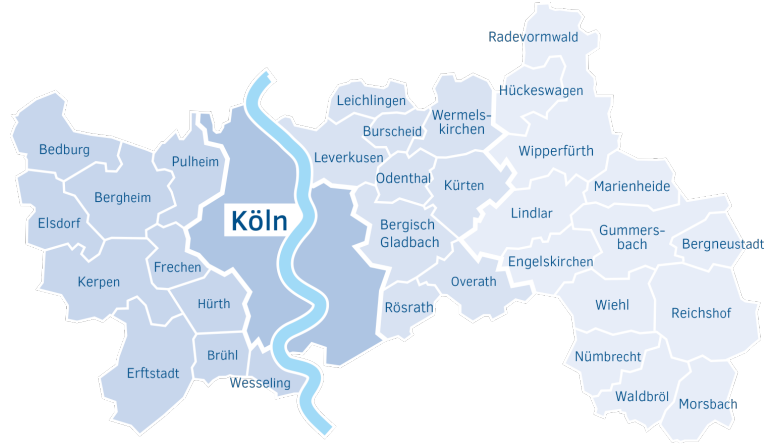 Radevormwald
Hückeswagen
Leichlingen
Wermels-
kirchen
Burscheid
Bedburg
Pulheim
Leverkusen
Wipperfürth
Odenthal
Kürten
Marienheide
Bergheim
Elsdorf
Köln
Bergisch
Gladbach
Lindlar
Gummers-
bach
Bergneustadt
Frechen
Engelskirchen
Kerpen
Overath
Hürth
Rösrath
Wiehl
Reichshof
Brühl
Nümbrecht
Erftstadt
Wesseling
Waldbröl
Morsbach